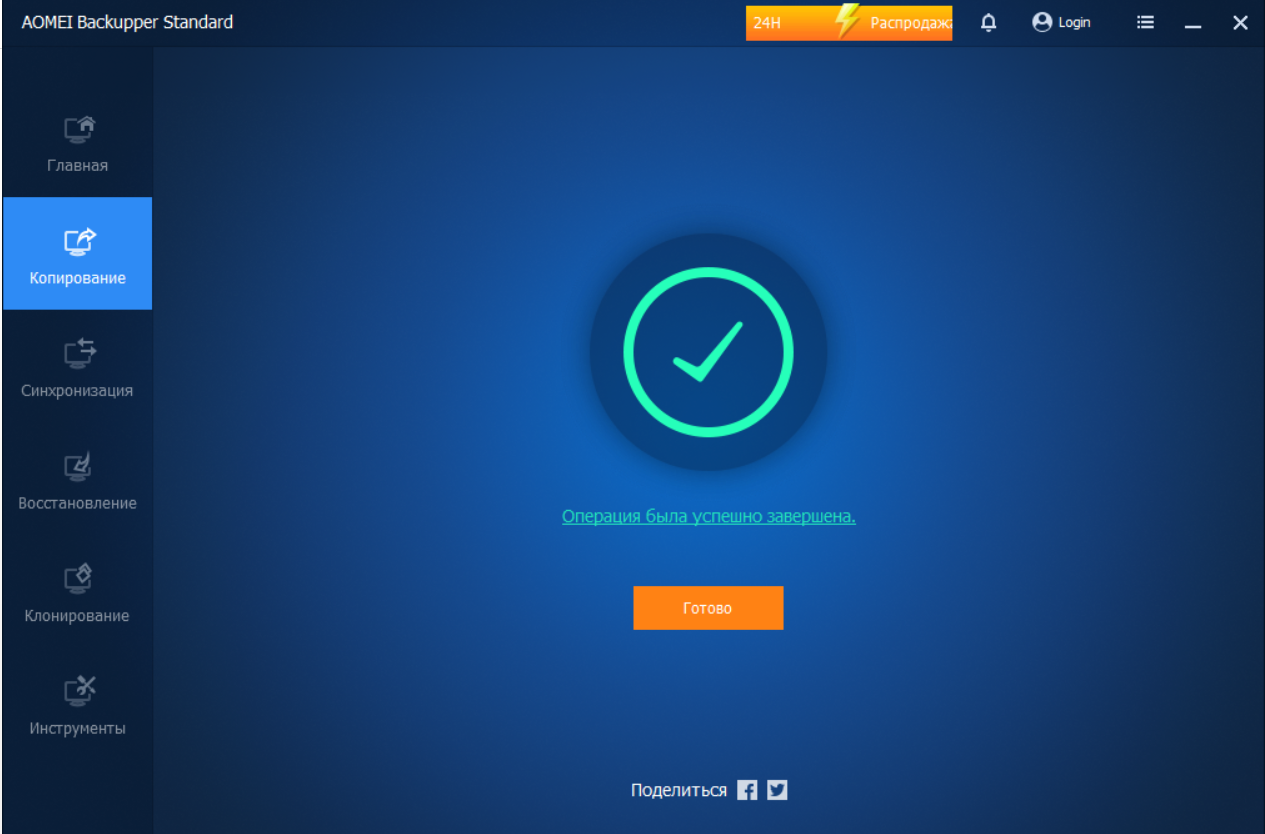 AOMEI Backupper Standard
24H
Распродажа
Login
Главная
Копирование
Синхронизация
Восстановление
Клонирование
Инструменты
Операция была успешно завершена.
Готово
Поделиться